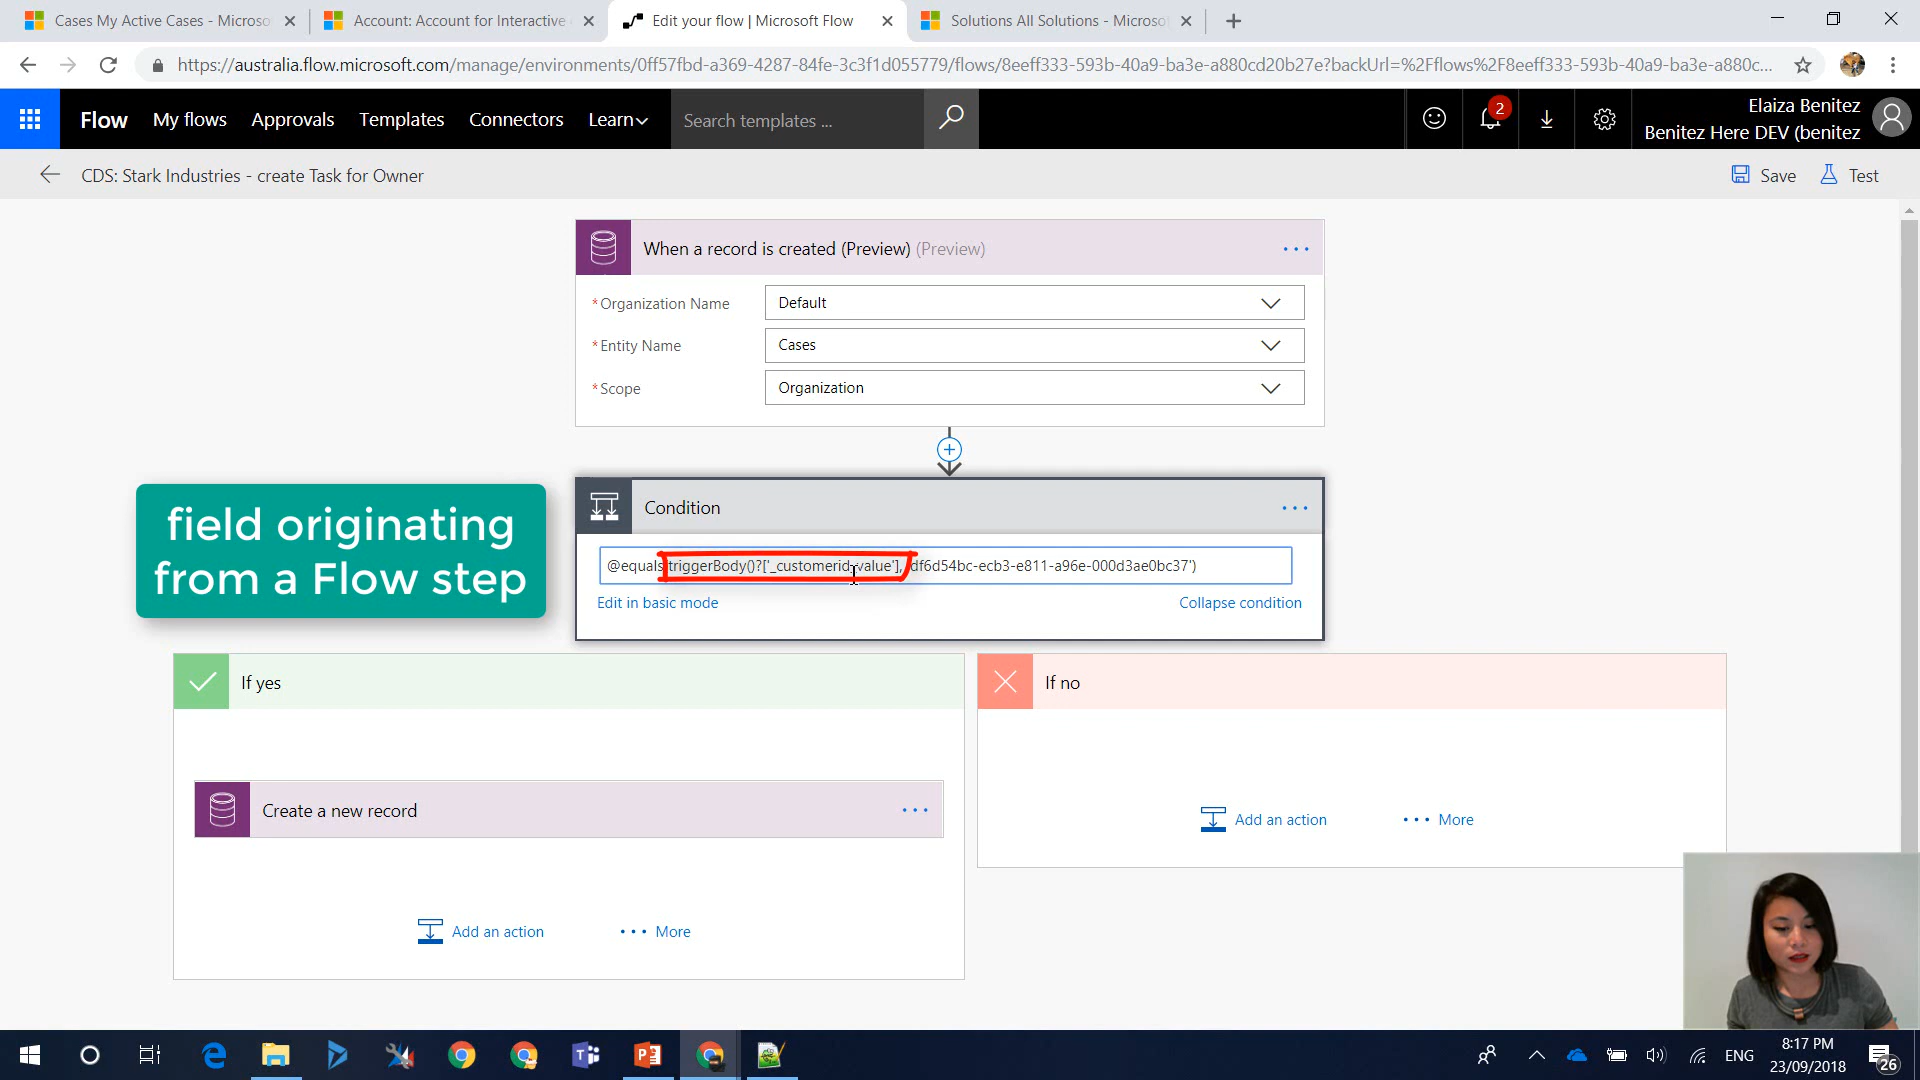 Cases My Active Cases - Microso
Account: Account for Interactive
Edit your flow | Microsoft Flow
Solutions All Solutions - Microso
https://australia.flow.microsoft.com/manage/environments/0ff57fbd-a369-4287-84fe-3c3f1d055779/flows/8eeff333-593b-40a9-ba3e-a880cd20b27e?backUrl=%2Fflows%2F8eeff333-593b-40a9-ba3e-a880c...
Flow
My flows
Approvals
Templates
Connectors
Learn
Search templates ...
2
Elaiza Benitez
Benitez Here DEV (benitez
CDS: Stark Industries - create Task for Owner
Save
Test
When a record is created (Preview) (Preview)
*Organization Name
Default
*Entity Name
Cases
*Scope
Organization
field originating
from a Flow step
Condition
@equals(triggerBody()?['_customerid_value'], 'df6d54bc-ecb3-e811-a96e-000d3ae0bc37')
Edit in basic mode
Collapse condition
If yes
If no
Create a new record
Add an action
More
Add an action
More
ENG
8:17 PM
23/09/2018
26